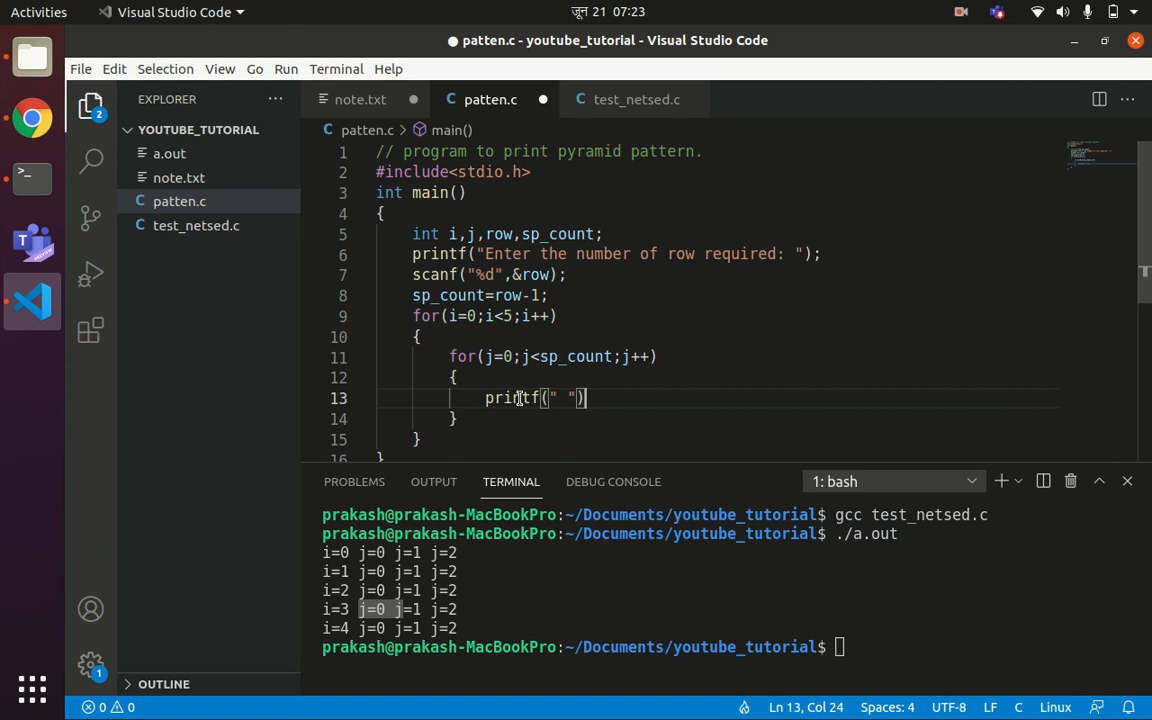 Activities
Visual Studio Code
जून 21 07:23
patten.c - youtube_tutorial - Visual Studio Code
File Edit Selection View Go Run Terminal Help
EXPLORER
note.txt
C patten.c
C test_netsed.c
YOUTUBE_TUTORIAL
C patten.c > main()
a.out
note.txt
C patten.c
C test_netsed.c
1 // program to print pyramid pattern.
2 #include<stdio.h>
3 int main()
4 {
5 int i,j,row,sp_count;
6 printf("Enter the number of row required: ");
7 scanf("%d",&row);
8 sp_count=row-1;
9 for(i=0;i<5;i++)
10 {
11 for(j=0;j<sp_count;j++)
12 {
13 printf(" ")
14 }
15 }
16 }
2
T
1
PROBLEMS OUTPUT TERMINAL DEBUG CONSOLE
1: bash
prakash@prakash-MacBookPro:~/Documents/youtube_tutorial$ gcc test_netsed.c
prakash@prakash-MacBookPro:~/Documents/youtube_tutorial$ ./a.out
i=0 j=0 j=1 j=2
i=1 j=0 j=1 j=2
i=2 j=0 j=1 j=2
i=3 j=0 j=1 j=2
i=4 j=0 j=1 j=2
prakash@prakash-MacBookPro:~/Documents/youtube_tutorial$
OUTLINE
0 0
Ln 13, Col 24 Spaces: 4 UTF-8 LF C Linux